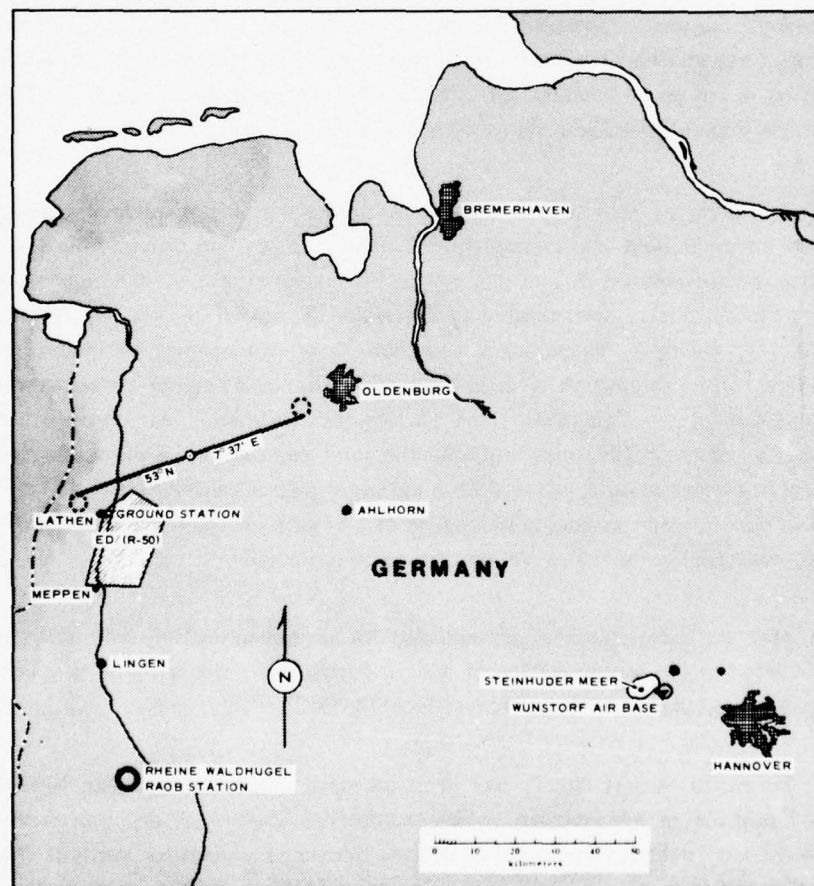 BREMERHAVEN
OLDENBURG
53°N 7° 37' E
LATHEN
GROUND STATION
ED/(R-50)
AHLHORN
GERMANY
MEPPEN
LINGEN
N
STEINHUDER MEER
WUNSTORF AIR BASE
HANNOVER
RHEINE WALDHUGEL
RAOB STATION
0 10 20 30 40 50
kilometers